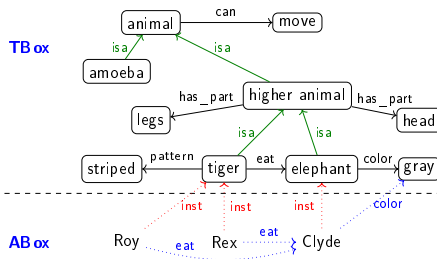 animal can move
TBox isa isa
amoeba
has_part higher animal has_part
legs head
isa isa
striped pattern tiger eat elephant color gray
inst inst inst color
ABox Roy eat Rex eat Clyde